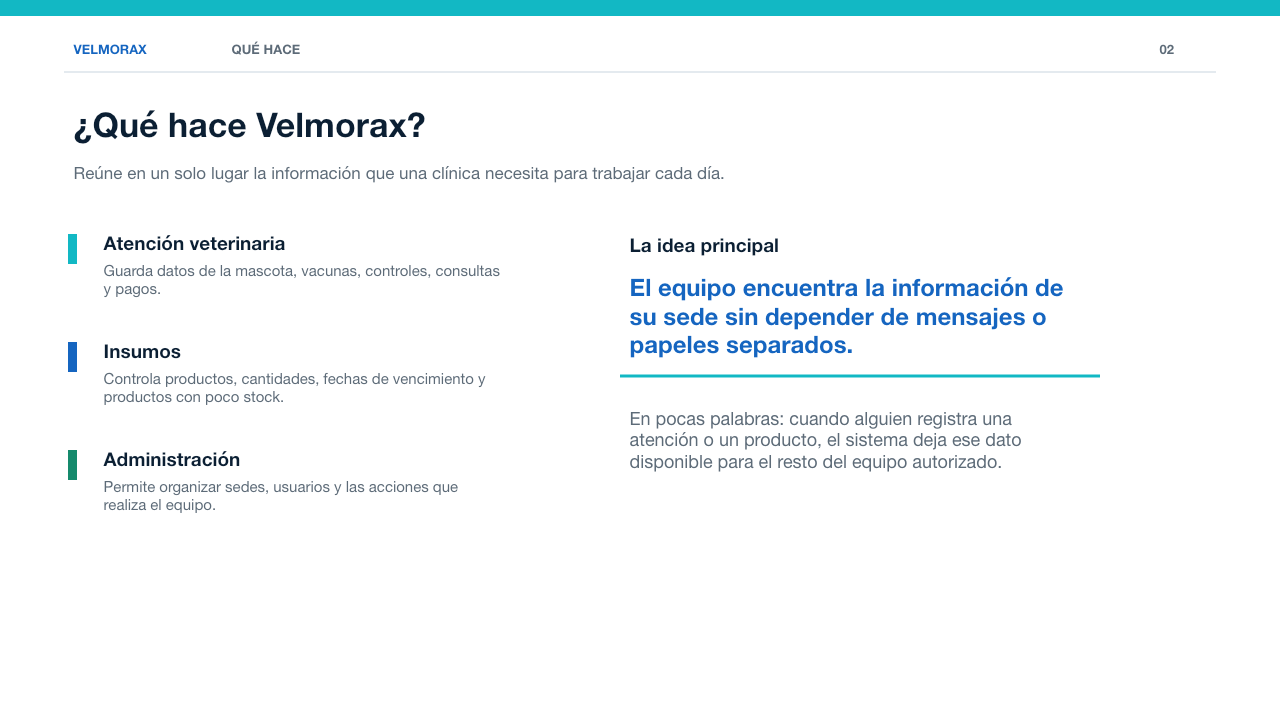 VELMORAX
QUÉ HACE
02
¿Qué hace Velmorax?
Reúne en un solo lugar la información que una clínica necesita para trabajar cada día.
Atención veterinaria
Guarda datos de la mascota, vacunas, controles, consultas
y pagos.
Insumos
Controla productos, cantidades, fechas de vencimiento y
productos con poco stock.
Administración
Permite organizar sedes, usuarios y las acciones que
realiza el equipo.
La idea principal
El equipo encuentra la información de
su sede sin depender de mensajes o
papeles separados.
En pocas palabras: cuando alguien registra una
atención o un producto, el sistema deja ese dato
disponible para el resto del equipo autorizado.